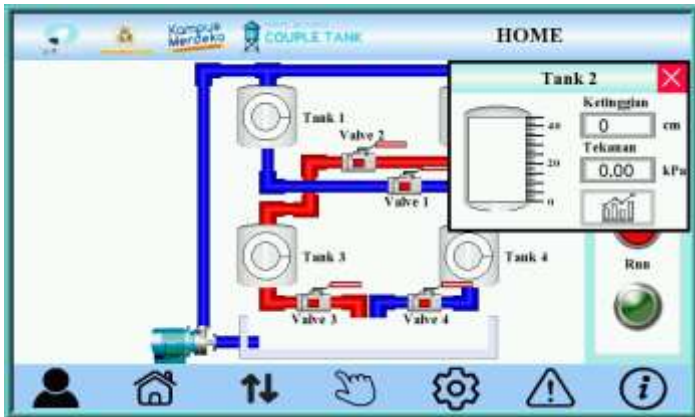 Kampus
Merdeka
COUPLE TANK
HOME
Tank 2
Ketinggian
40
0
cm
Tekanan
20
0.00
kPa
0
Tank 1
Valve 2
Valve 1
Tank 3
Tank 4
Run
Valve 3
Valve 4